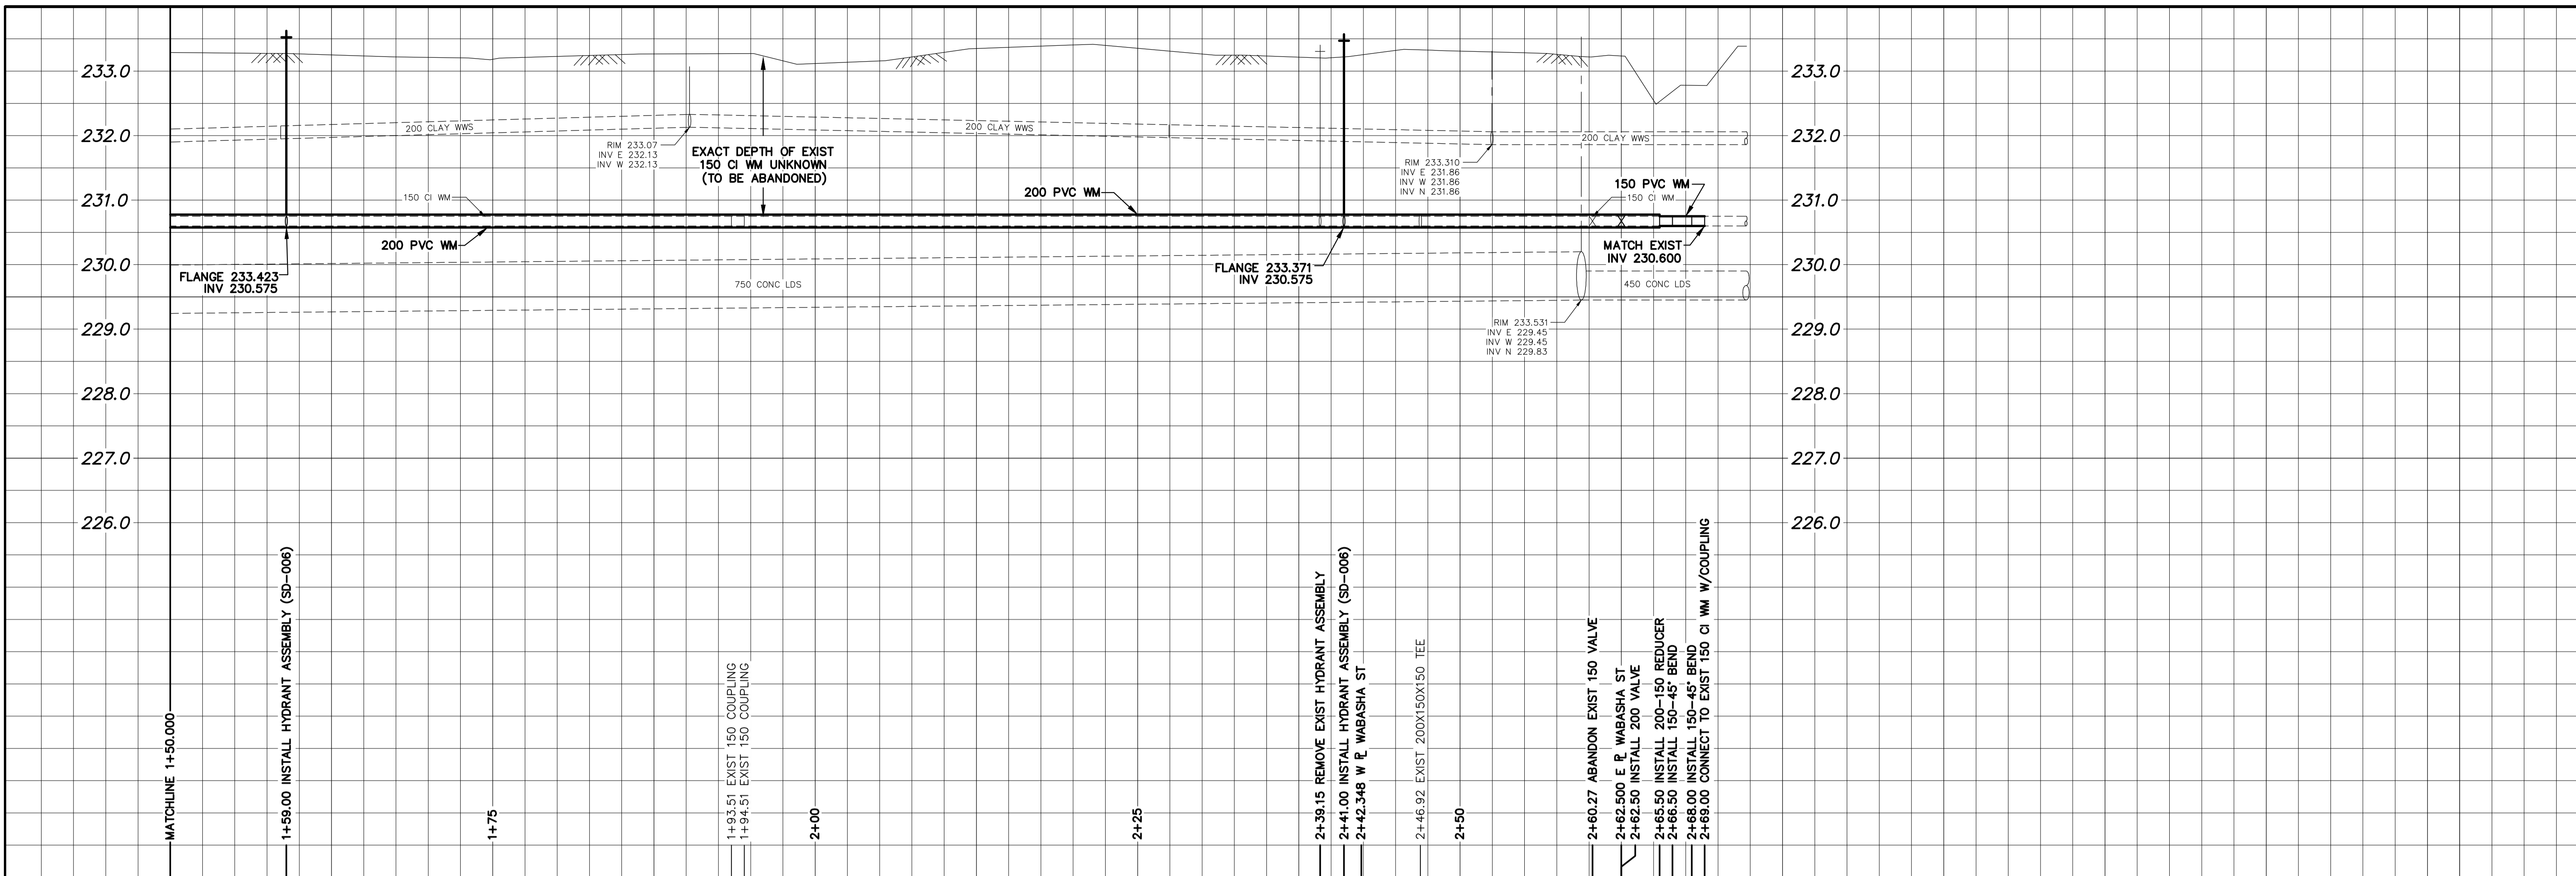 233.0
232.0
231.0
230.0
229.0
228.0
227.0
226.0
233.0
232.0
231.0
230.0
229.0
228.0
227.0
226.0
200 CLAY WWS
200 CLAY WWS
200 CLAY WWS
RIM 233.07
INV E 232.13
INV W 232.13
EXACT DEPTH OF EXIST
150 CI WM UNKNOWN
(TO BE ABANDONED)
RIM 233.310
INV E 231.86
INV W 231.86
INV N 231.86
150 CI WM
200 PVC WM
200 PVC WM
150 PVC WM
150 CI WM
MATCH EXIST
INV 230.600
FLANGE 233.423
INV 230.575
FLANGE 233.371
INV 230.575
750 CONC LDS
450 CONC LDS
RIM 233.531
INV E 229.45
INV W 229.45
INV N 229.83
MATCHLINE 1+50.000
1+59.00 INSTALL HYDRANT ASSEMBLY (SD-006)
1+75
1+93.51 EXIST 150 COUPLING
1+94.51 EXIST 150 COUPLING
2+00
2+25
2+39.15 REMOVE EXIST HYDRANT ASSEMBLY
2+41.00 INSTALL HYDRANT ASSEMBLY (SD-006)
2+42.348 W PL WABASHA ST
2+46.92 EXIST 200X150X150 TEE
2+50
2+60.27 ABANDON EXIST 150 VALVE
2+62.500 E PL WABASHA ST
2+62.50 INSTALL 200 VALVE
2+65.50 INSTALL 200-150 REDUCER
2+66.50 INSTALL 150-45° BEND
2+68.00 INSTALL 150-45° BEND
2+69.00 CONNECT TO EXIST 150 CI WM W/COUPLING